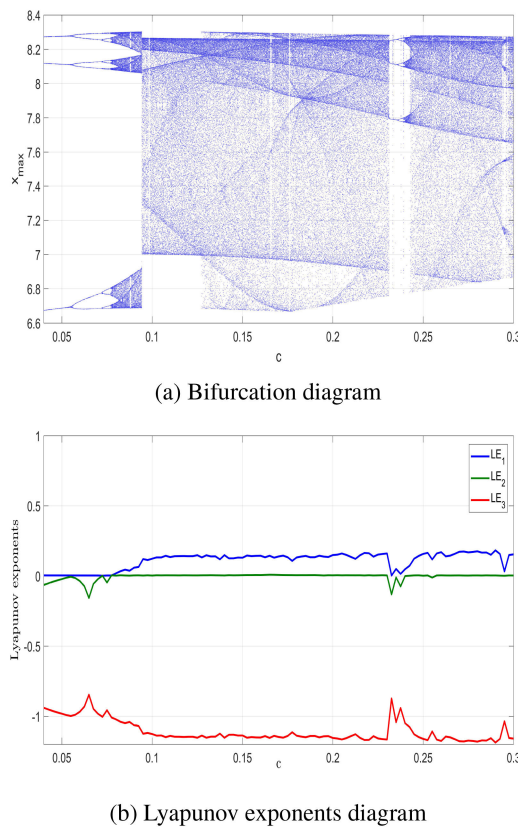 8.4
8.2
8
7.8
7.6
7.4
7.2
7
6.8
6.6
x_max
0.05 0.1 0.15 0.2 0.25 0.3
c
(a) Bifurcation diagram
1
0.5
0
-0.5
-1
Lyapunov exponents
LE_1
LE_2
LE_3
0.05 0.1 0.15 0.2 0.25 0.3
c
(b) Lyapunov exponents diagram